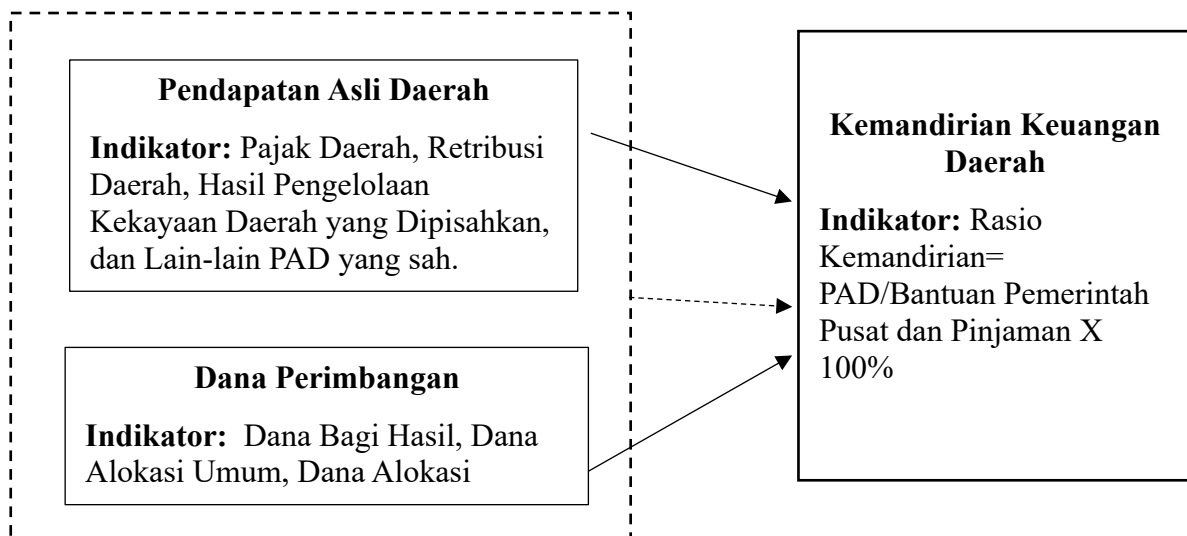 Pendapatan Asli Daerah
Indikator: Pajak Daerah, Retribusi
Daerah, Hasil Pengelolaan
Kekayaan Daerah yang Dipisahkan,
dan Lain-lain PAD yang sah.
Dana Perimbangan
Indikator: Dana Bagi Hasil, Dana
Alokasi Umum, Dana Alokasi
Kemandirian Keuangan
Daerah
Indikator: Rasio
Kemandirian=
PAD/Bantuan Pemerintah
Pusat dan Pinjaman X
100%